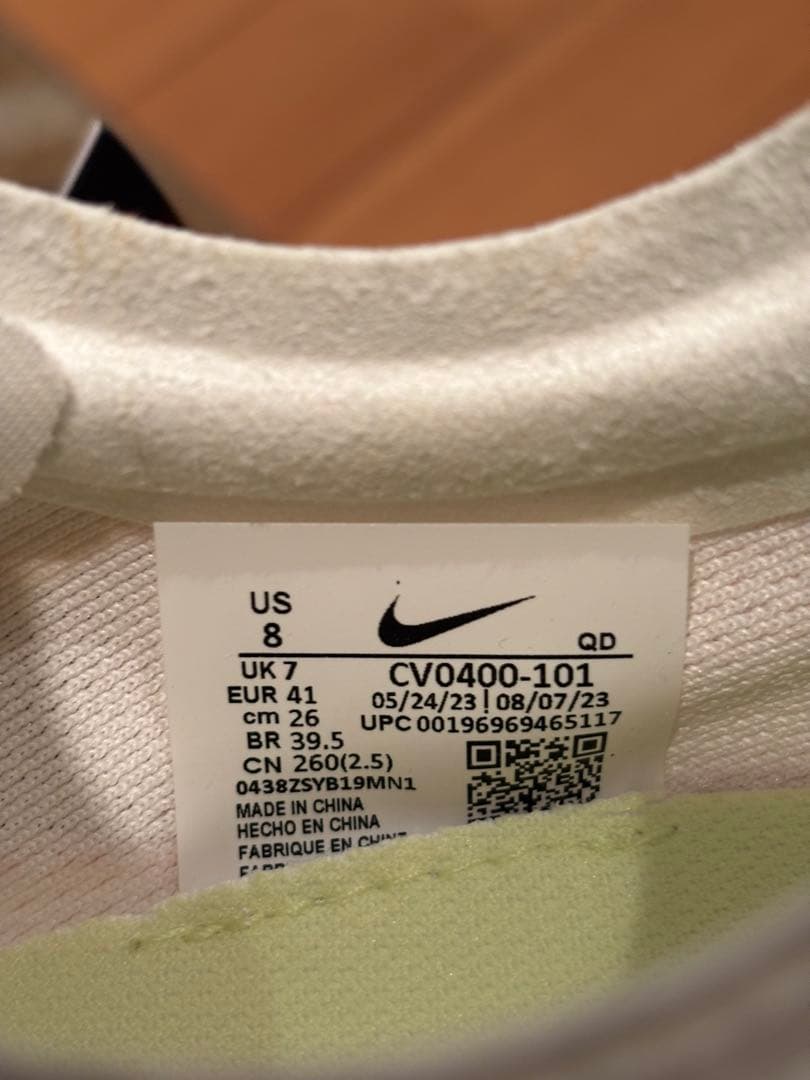 US
8
QD
UK 7
CV0400-101
EUR 41
05/24/23 | 08/07/23
cm 26
UPC 00196969465117
BR 39.5
CN 260(2.5)
0438ZSYB19MN1
MADE IN CHINA
HECHO EN CHINA
FABRIQUE EN